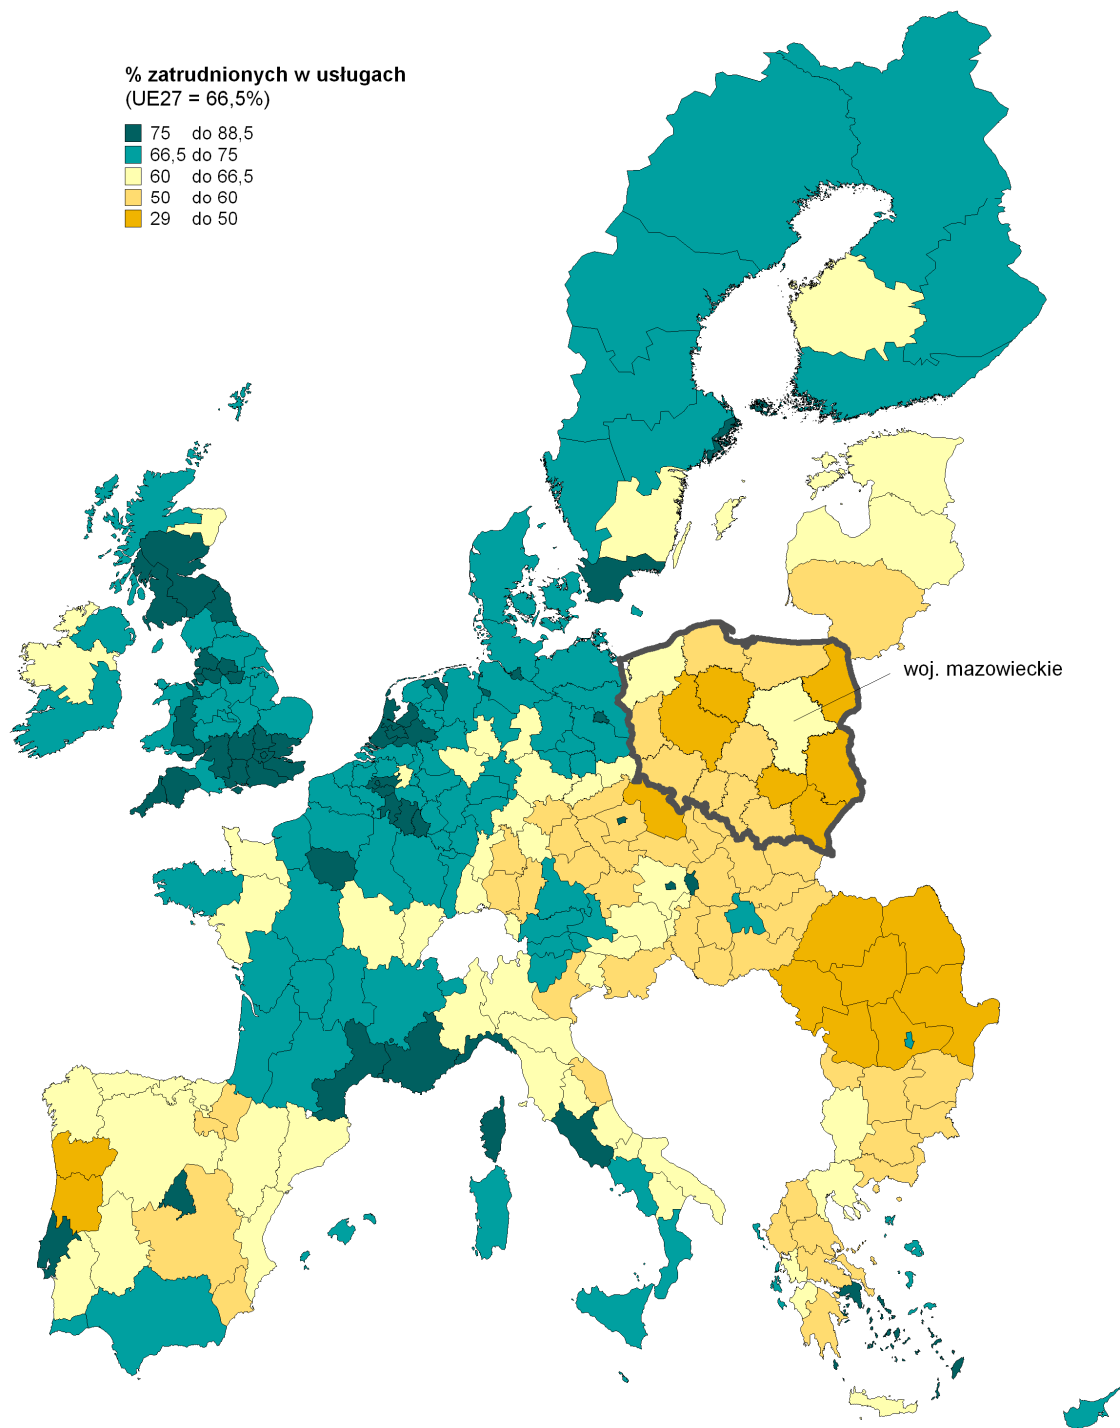 % zatrudnionych w usługach
(UE27 = 66,5%)
75 do 88,5
66,5 do 75
60 do 66,5
50 do 60
29 do 50
woj. mazowieckie